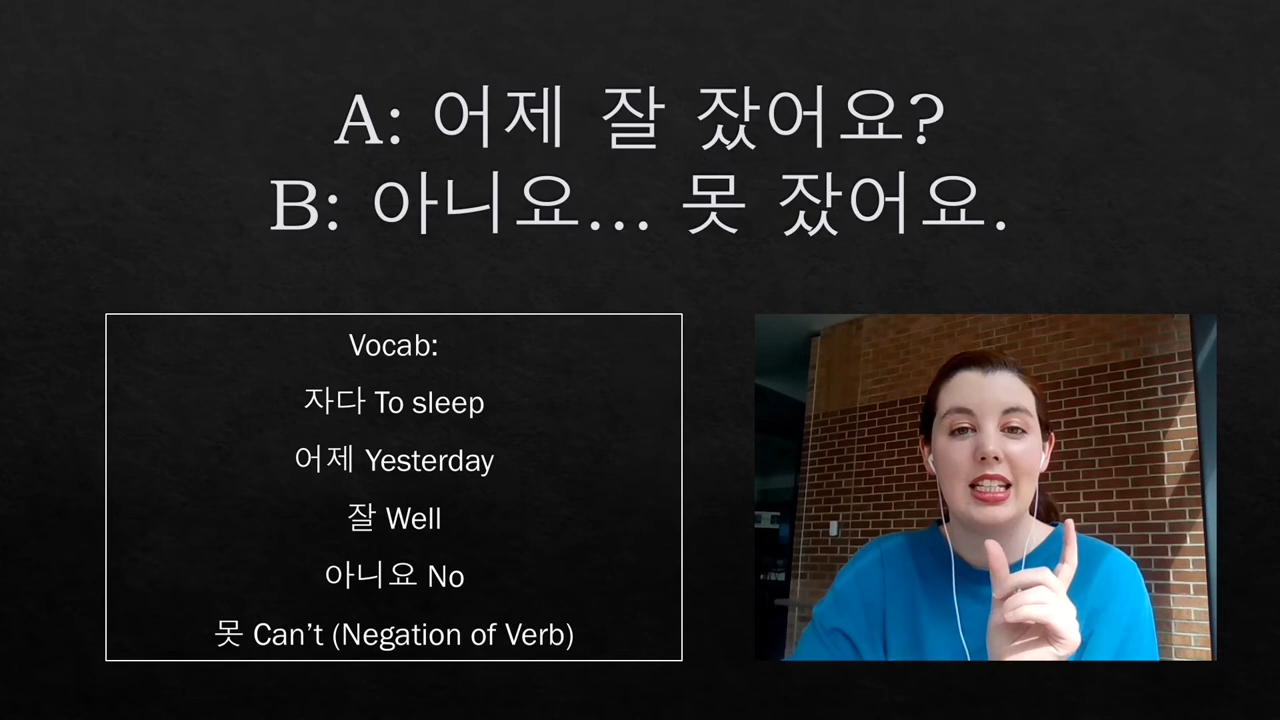 A: 어제 잘 잤어요?
B: 아니요... 못 잤어요.
Vocab:
자다 To sleep
어제 Yesterday
잘 Well
아니요 No
못 Can’t (Negation of Verb)